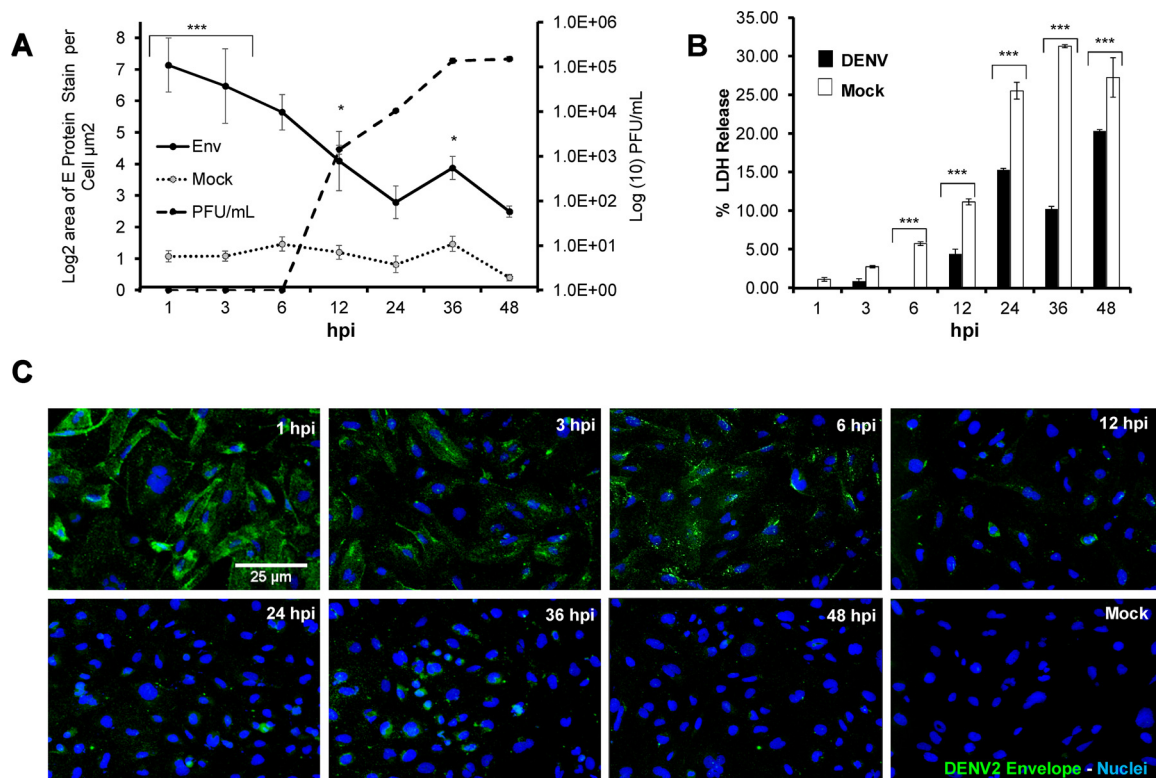 A
Log2 area of E Protein Stain per
Cell µm2
8
7
6
5
4
3
2
1
0
***
*
*
Env
Mock
PFU/mL
1.0E+06
1.0E+05
1.0E+04
1.0E+03
1.0E+02
1.0E+01
1.0E+00
Log (10) PFU/mL
1 3 6 12 24 36 48
hpi
B
% LDH Release
35.00
30.00
25.00
20.00
15.00
10.00
5.00
0.00
DENV
Mock
***
***
***
***
***
1 3 6 12 24 36 48
hpi
C
1 hpi
25 µm
3 hpi
6 hpi
12 hpi
24 hpi
36 hpi
48 hpi
Mock
DENV2 Envelope - Nuclei